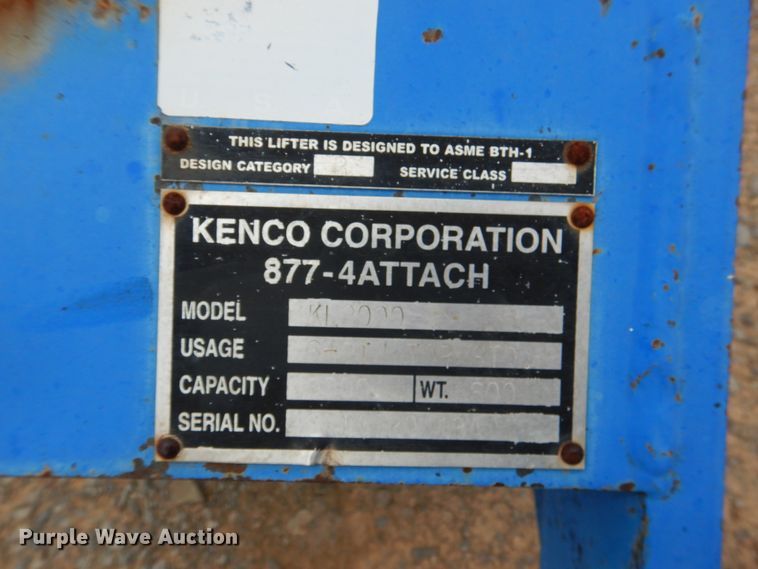 U S A
THIS LIFTER IS DESIGNED TO ASME BTH-1
DESIGN CATEGORY B SERVICE CLASS
KENCO CORPORATION
877-4ATTACH
MODEL
USAGE
CAPACITY WT.
SERIAL NO.
Purple Wave Auction